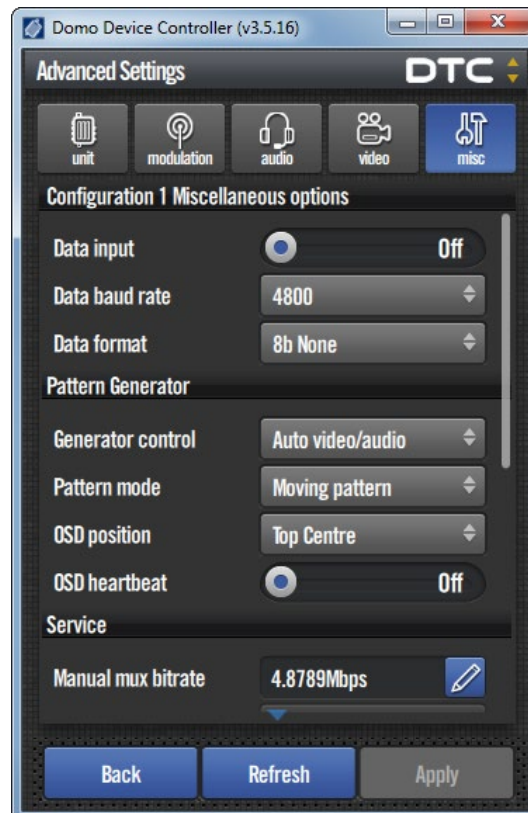 Domo Device Controller (v3.5.16)
Advanced Settings DTC
unit modulation audio video misc
Configuration 1 Miscellaneous options
Data input Off
Data baud rate 4800
Data format 8b None
Pattern Generator
Generator control Auto video/audio
Pattern mode Moving pattern
OSD position Top Centre
OSD heartbeat Off
Service
Manual mux bitrate 4.8789Mbps
Back Refresh Apply